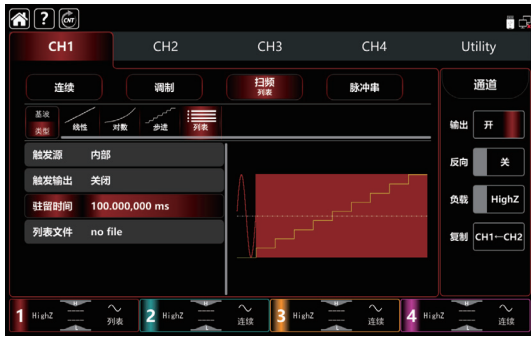 ? CNT
CH1 CH2 CH3 CH4 Utility
连续 调制 扫频 列表 脉冲串 通道
基波 类型 线性 对数 步进 列表
输出 开
触发源 内部
触发输出 关闭
反向 关
驻留时间 100.000,000 ms
负载 HighZ
列表文件 no file
复制 CH1←CH2
1 HighZ H ---- L 列表 2 HighZ H ---- L 连续 3 HighZ H ---- L 连续 4 HighZ H ---- L 连续